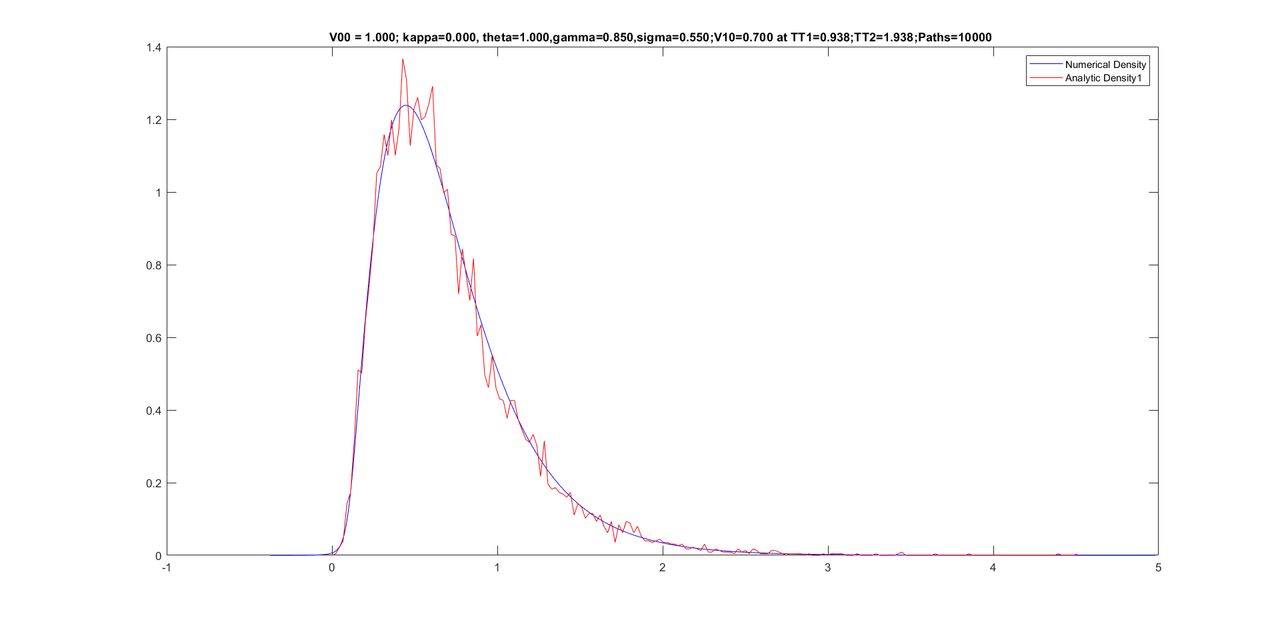 V00 = 1.000; kappa=0.000, theta=1.000,gamma=0.850,sigma=0.550;V10=0.700 at TT1=0.938;TT2=1.938;Paths=10000
1.4
Numerical Density
Analytic Density1
1.2
1
0.8
0.6
0.4
0.2
0
-1 0 1 2 3 4 5